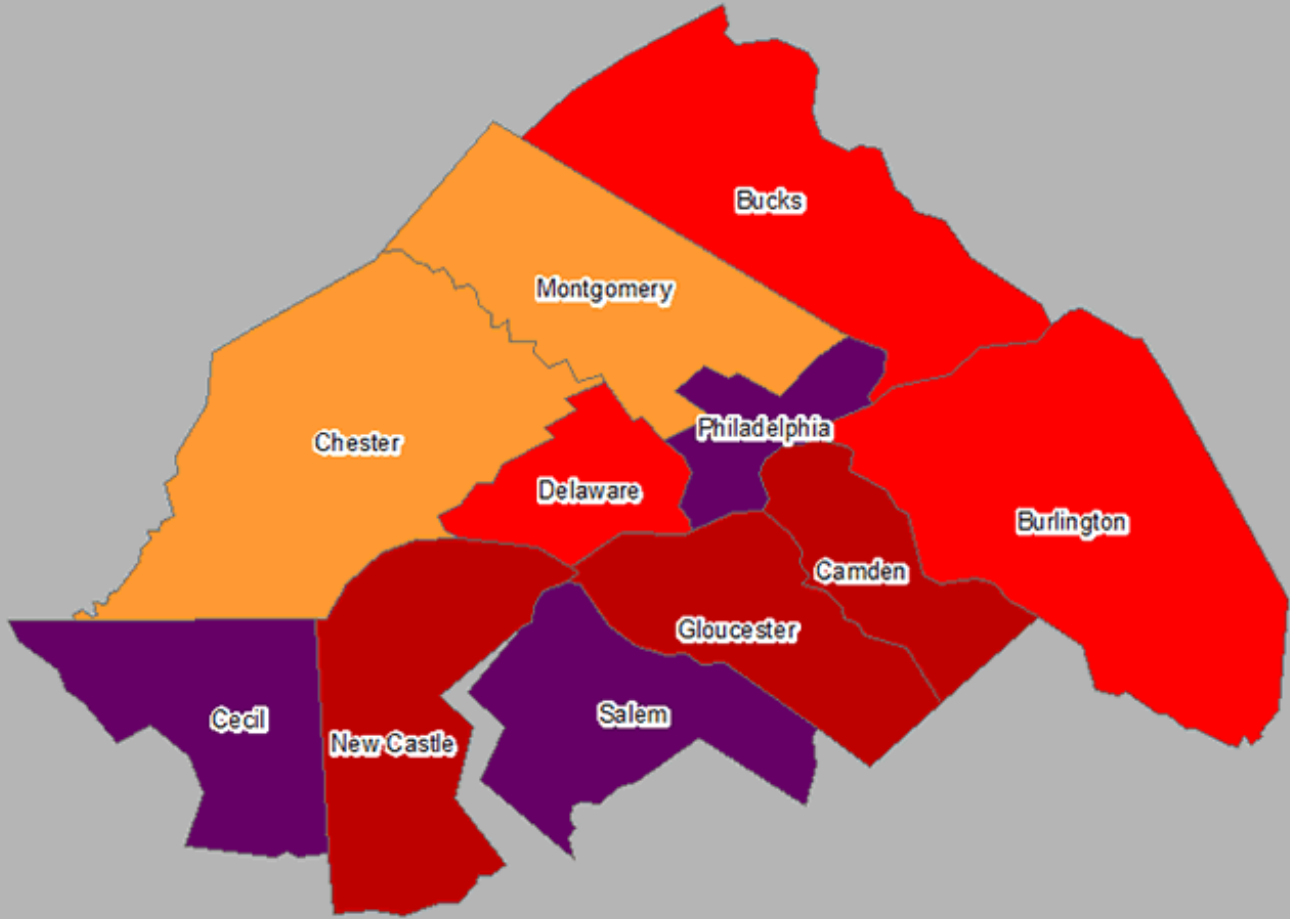 Bucks
Montgomery
Philadelphia
Chester
Delaware
Burlington
Camden
Gloucester
Salem
Cecil
New Castle